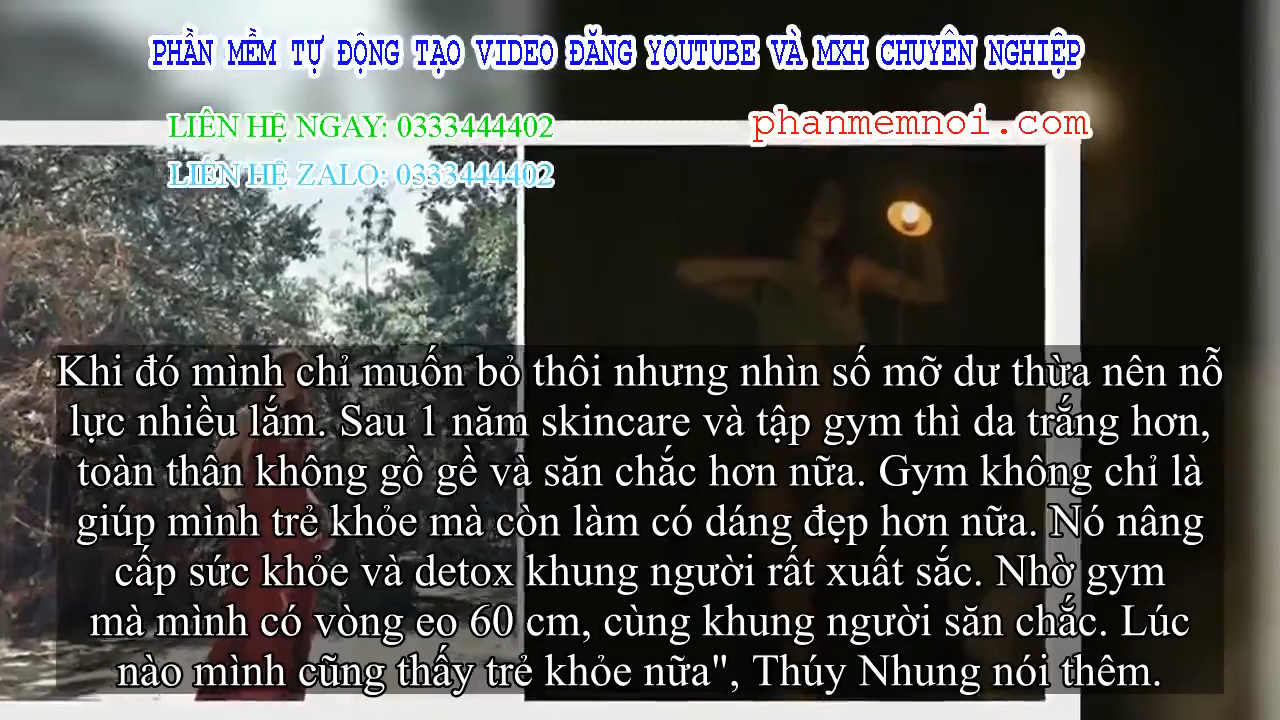 PHẦN MỀM TỰ ĐỘNG TẠO VIDEO ĐĂNG YOUTUBE VÀ MXH CHUYÊN NGHIỆP
LIÊN HỆ NGAY: 0333444402
phanmemnoi.com
LIÊN HỆ ZALO: 0333444402
Khi đó mình chỉ muốn bỏ thôi nhưng nhìn số mỡ dư thừa nên nỗ
lực nhiều lắm. Sau 1 năm skincare và tập gym thì da trắng hơn,
toàn thân không gồ gề và săn chắc hơn nữa. Gym không chỉ là
giúp mình trẻ khỏe mà còn làm có dáng đẹp hơn nữa. Nó nâng
cấp sức khỏe và detox khung người rất xuất sắc. Nhờ gym
mà mình có vòng eo 60 cm, cùng khung người săn chắc. Lúc
nào mình cũng thấy trẻ khỏe nữa", Thúy Nhung nói thêm.